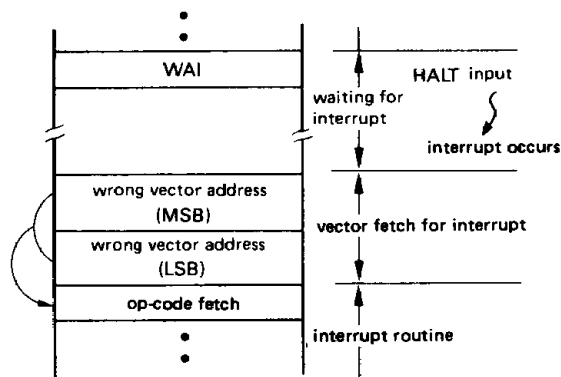 WAI
HALT input
waiting for
interrupt
interrupt occurs
wrong vector address
(MSB)
vector fetch for interrupt
wrong vector address
(LSB)
op-code fetch
interrupt routine